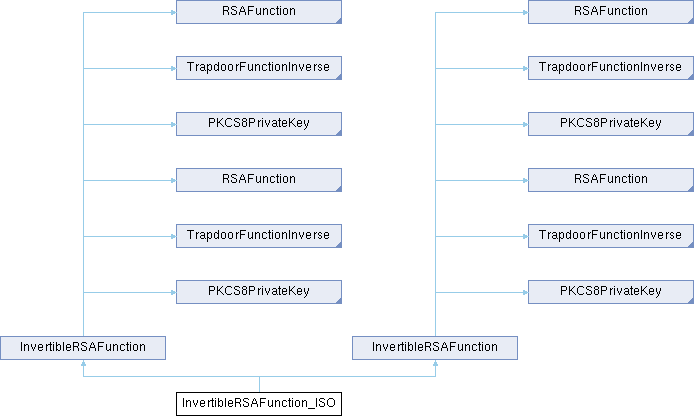 RSAFunction
RSAFunction
TrapdoorFunctionInverse
TrapdoorFunctionInverse
PKCS8PrivateKey
PKCS8PrivateKey
RSAFunction
RSAFunction
TrapdoorFunctionInverse
TrapdoorFunctionInverse
PKCS8PrivateKey
PKCS8PrivateKey
InvertibleRSAFunction
InvertibleRSAFunction
InvertibleRSAFunction_ISO